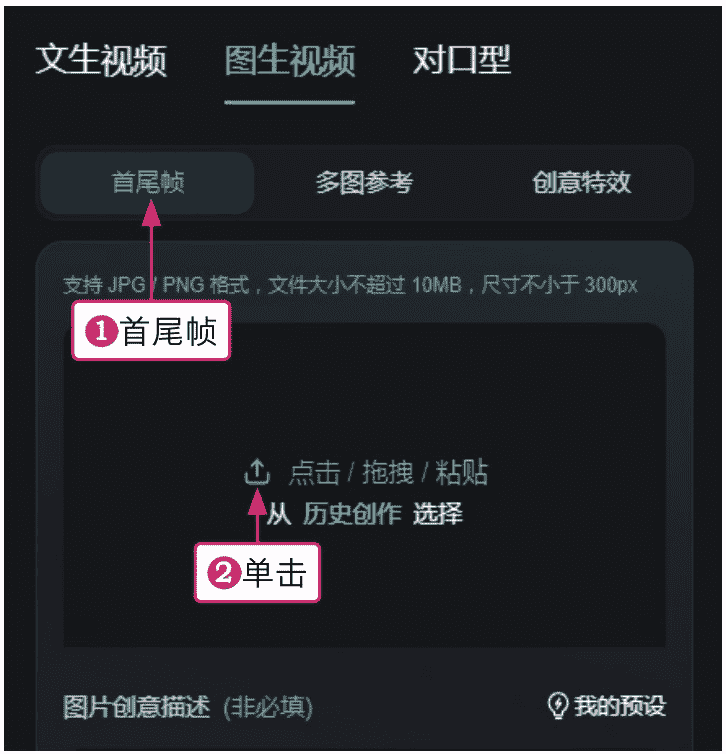 文生视频 图生视频 对口型
首尾帧 多图参考 创意特效
支持 JPG / PNG 格式，文件大小不超过 10MB，尺寸不小于 300px
❶首尾帧
点击 / 拖拽 / 粘贴
从 历史创作 选择
❷单击
图片创意描述 (非必填) 我的预设